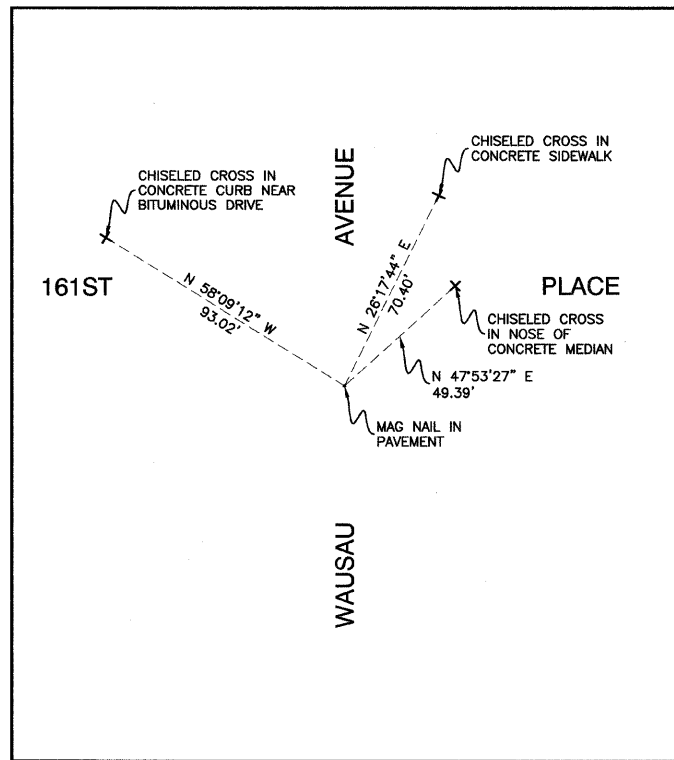 CHISELED CROSS IN
CONCRETE SIDEWALK
AVENUE
CHISELED CROSS IN
CONCRETE CURB NEAR
BITUMINOUS DRIVE
N 26°17'44" E
70.40'
161ST
N 58°09'12" W
93.02'
PLACE
CHISELED CROSS
IN NOSE OF
CONCRETE MEDIAN
N 47°53'27" E
49.39'
MAG NAIL IN
PAVEMENT
WAUSAU